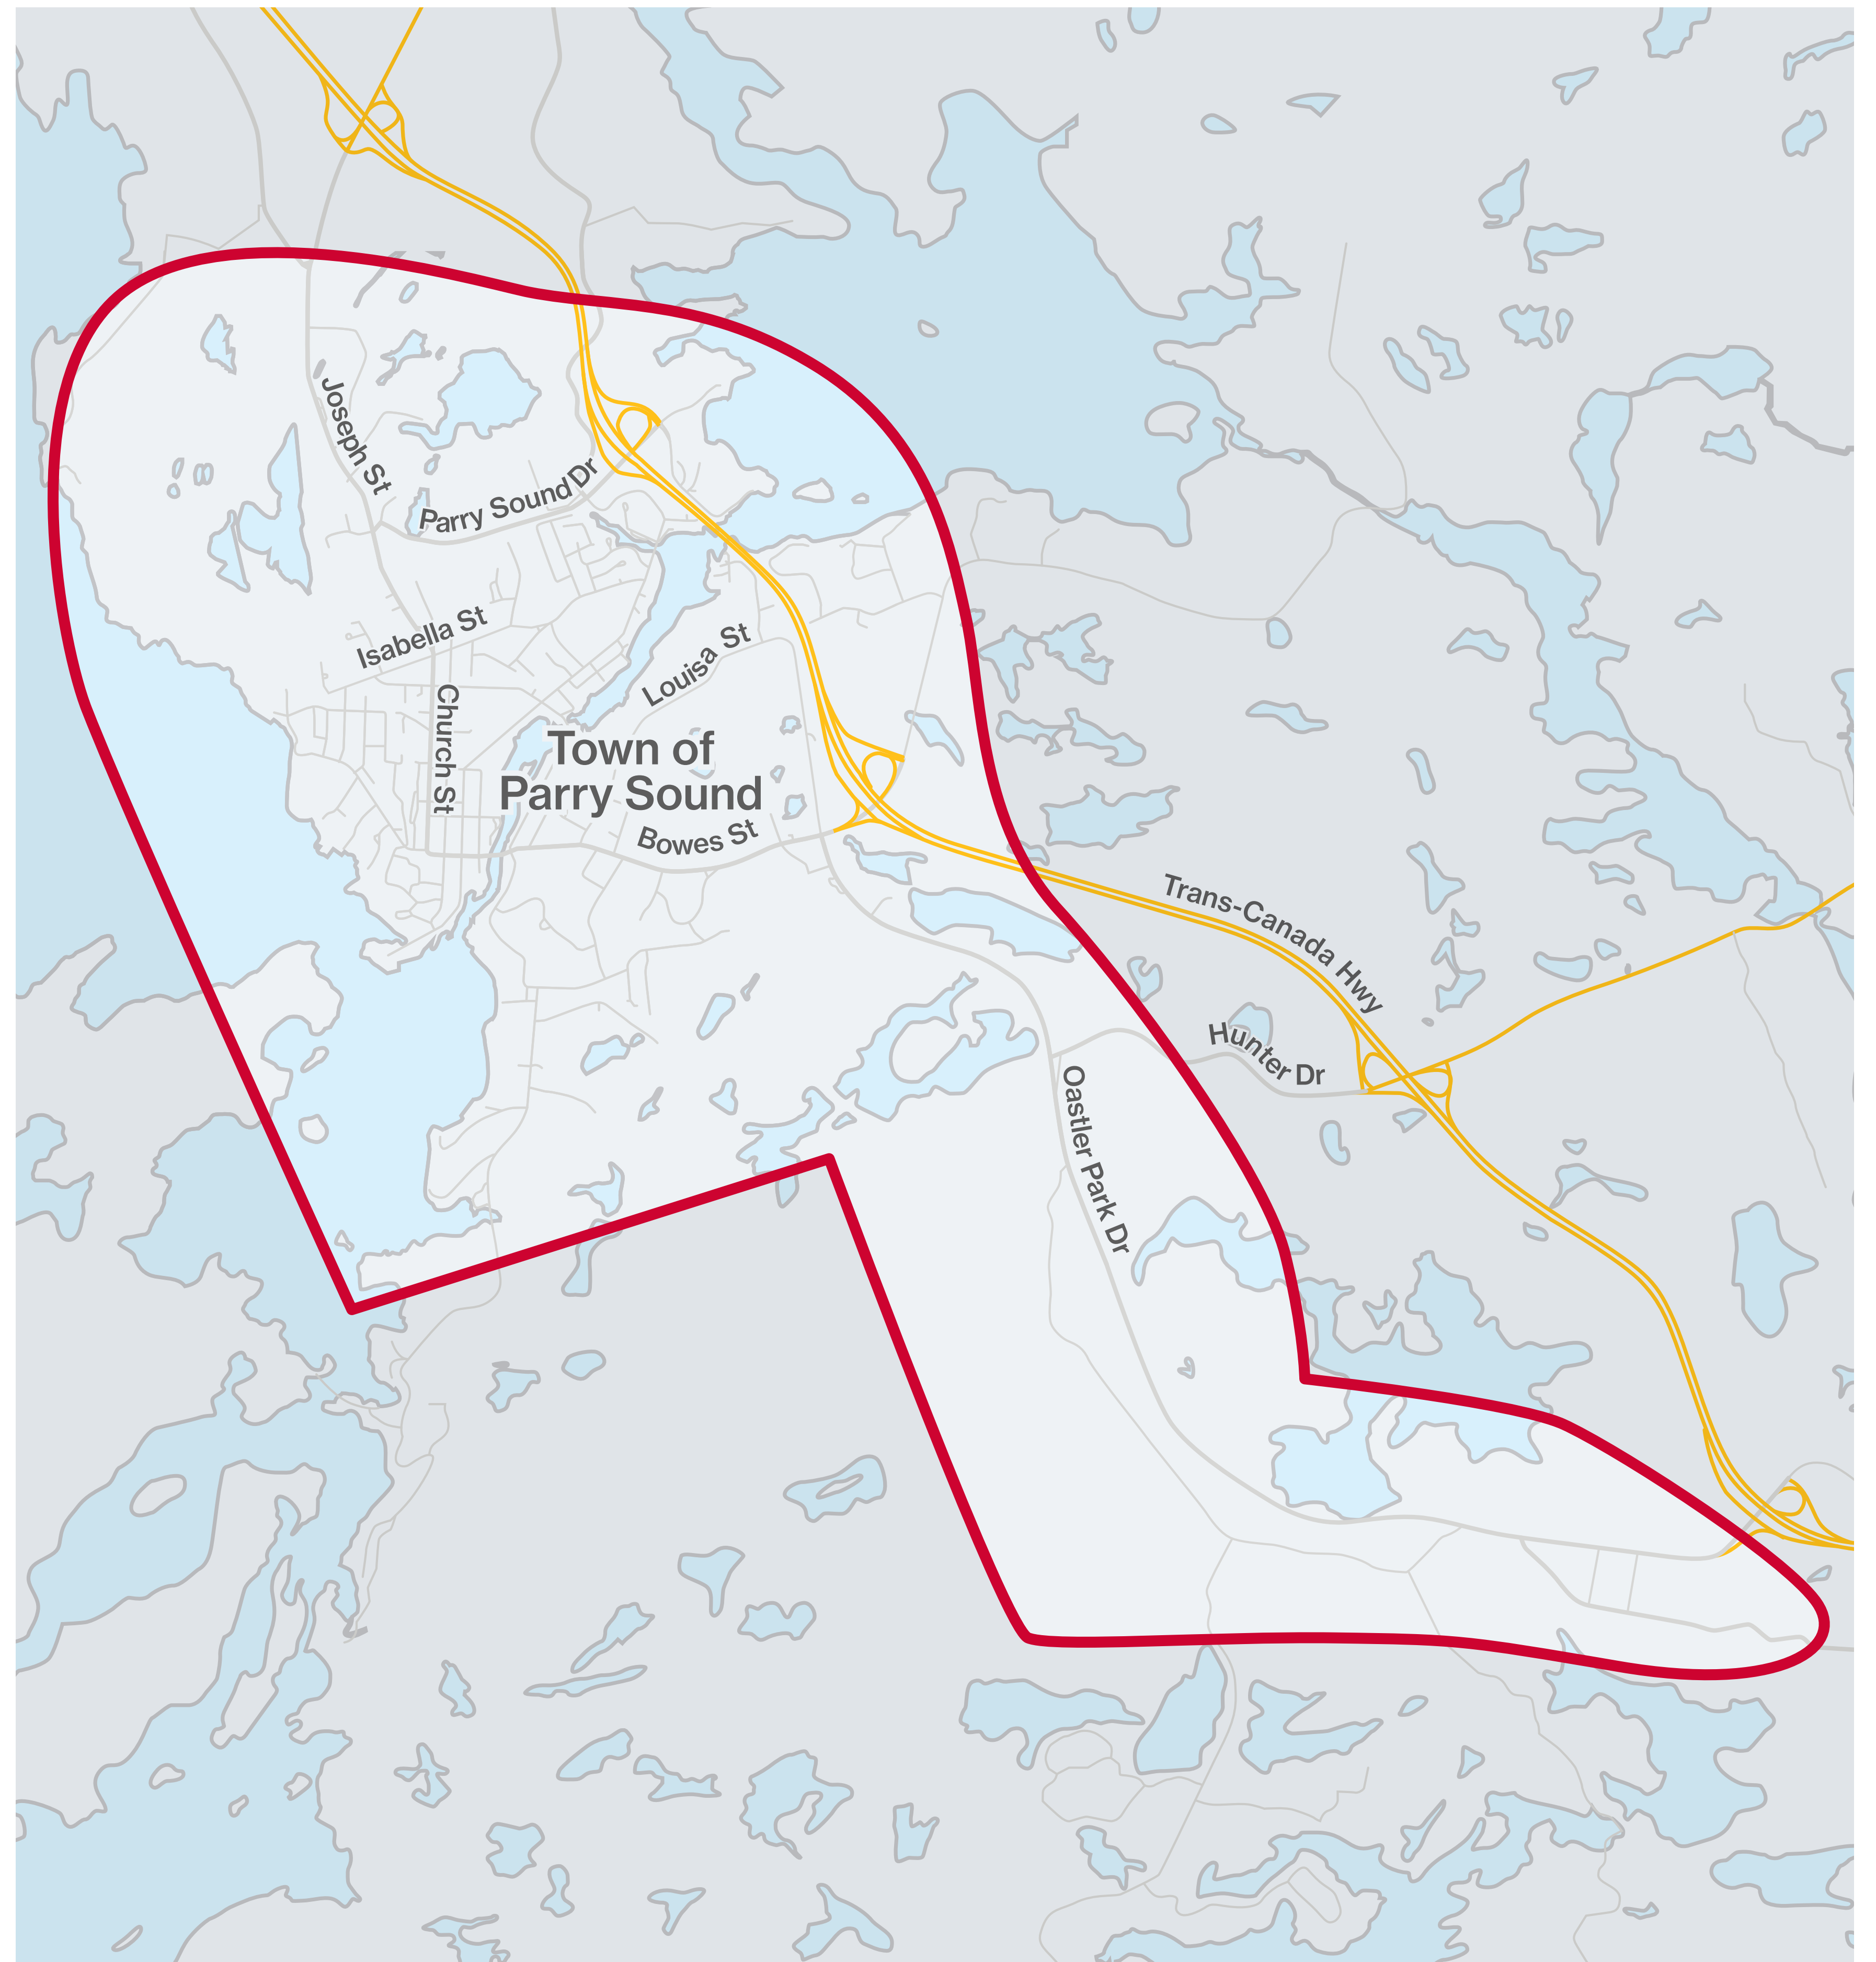 Joseph St
Parry Sound Dr
Isabella St
Louisa St
Church St
Town of
Parry Sound
Bowes St
Trans-Canada Hwy
Hunter Dr
Oastler Park Dr